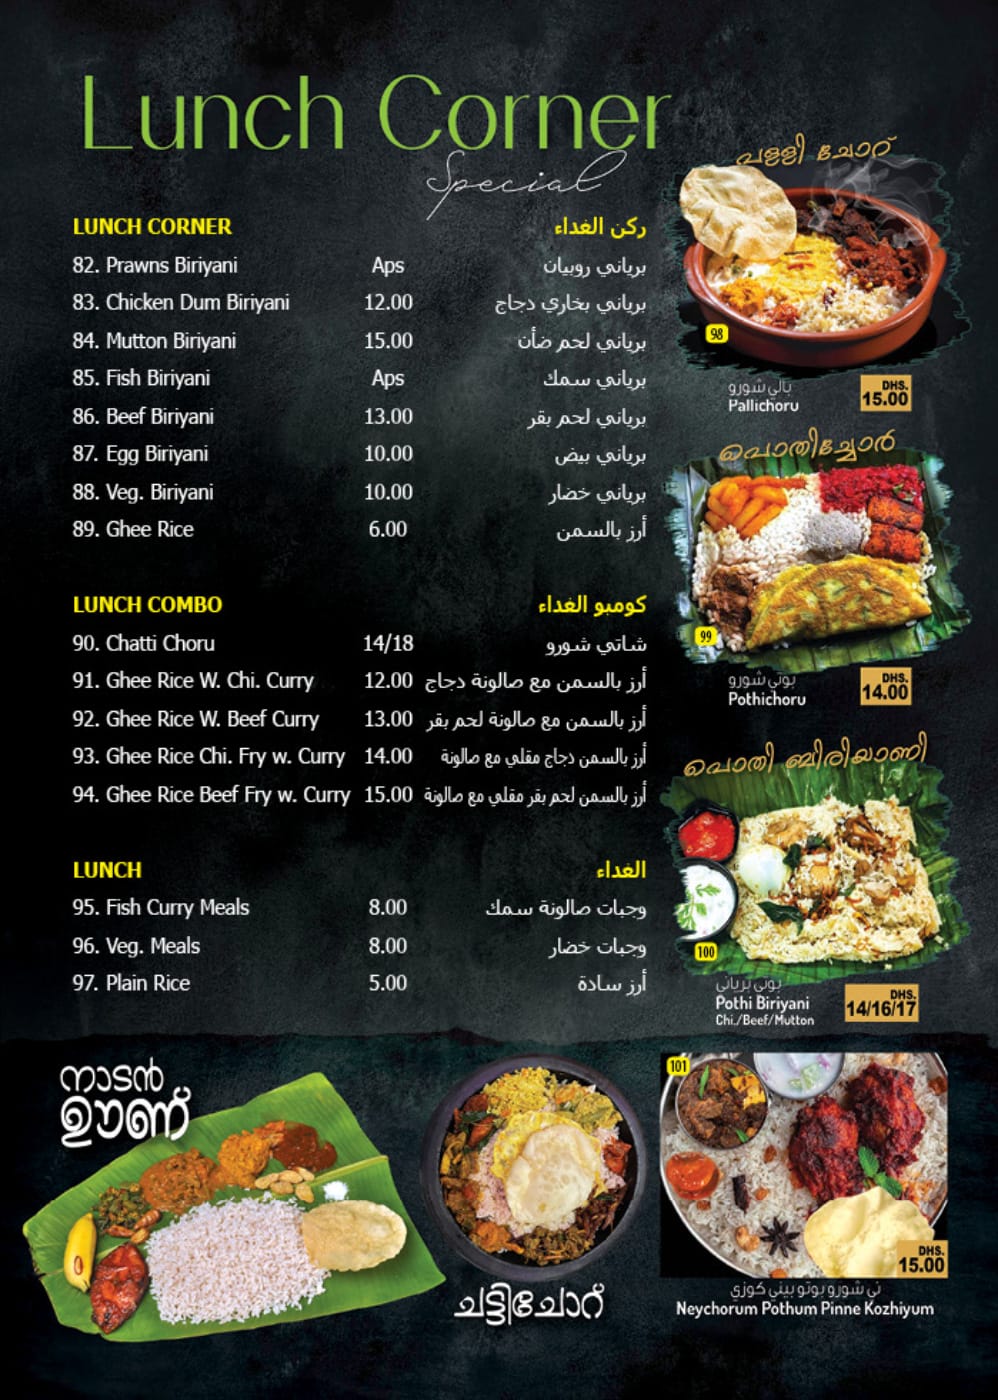 Lunch Corner
Special
LUNCH CORNER ركن الغداء
82. Prawns Biriyani Aps برياني روبيان
83. Chicken Dum Biriyani 12.00 برياني بخاري دجاج
84. Mutton Biriyani 15.00 برياني لحم ضأن
85. Fish Biriyani Aps برياني سمك
86. Beef Biriyani 13.00 برياني لحم بقر
87. Egg Biriyani 10.00 برياني بيض
88. Veg. Biriyani 10.00 برياني خضار
89. Ghee Rice 6.00 أرز بالسمن
LUNCH COMBO كومبو الغداء
90. Chatti Choru 14/18 شاتي شورو
91. Ghee Rice W. Chi. Curry 12.00 أرز بالسمن مع صالونة دجاج
92. Ghee Rice W. Beef Curry 13.00 أرز بالسمن مع صالونة لحم بقر
93. Ghee Rice Chi. Fry w. Curry 14.00 أرز بالسمن دجاج مقلي مع صالونة
94. Ghee Rice Beef Fry w. Curry 15.00 أرز بالسمن لحم بقر مقلي مع صالونة
LUNCH الغداء
95. Fish Curry Meals 8.00 وجبات صالونة سمك
96. Veg. Meals 8.00 وجبات خضار
97. Plain Rice 5.00 أرز سادة
പള്ളി ചോറ്
98
بالي شورو
Pallichoru
DHS.
15.00
പൊതിച്ചോർ
99
بوتي شورو
Pothichoru
DHS.
14.00
പൊതി ബിരിയാണി
100
بوتي برياني
Pothi Biriyani
Chi./Beef/Mutton
DHS.
14/16/17
നാടൻ
ഊണ്
ചട്ടിചോറ്
101
DHS.
15.00
ني شورو بوتو بيني كوزي
Neychorum Pothum Pinne Kozhiyum